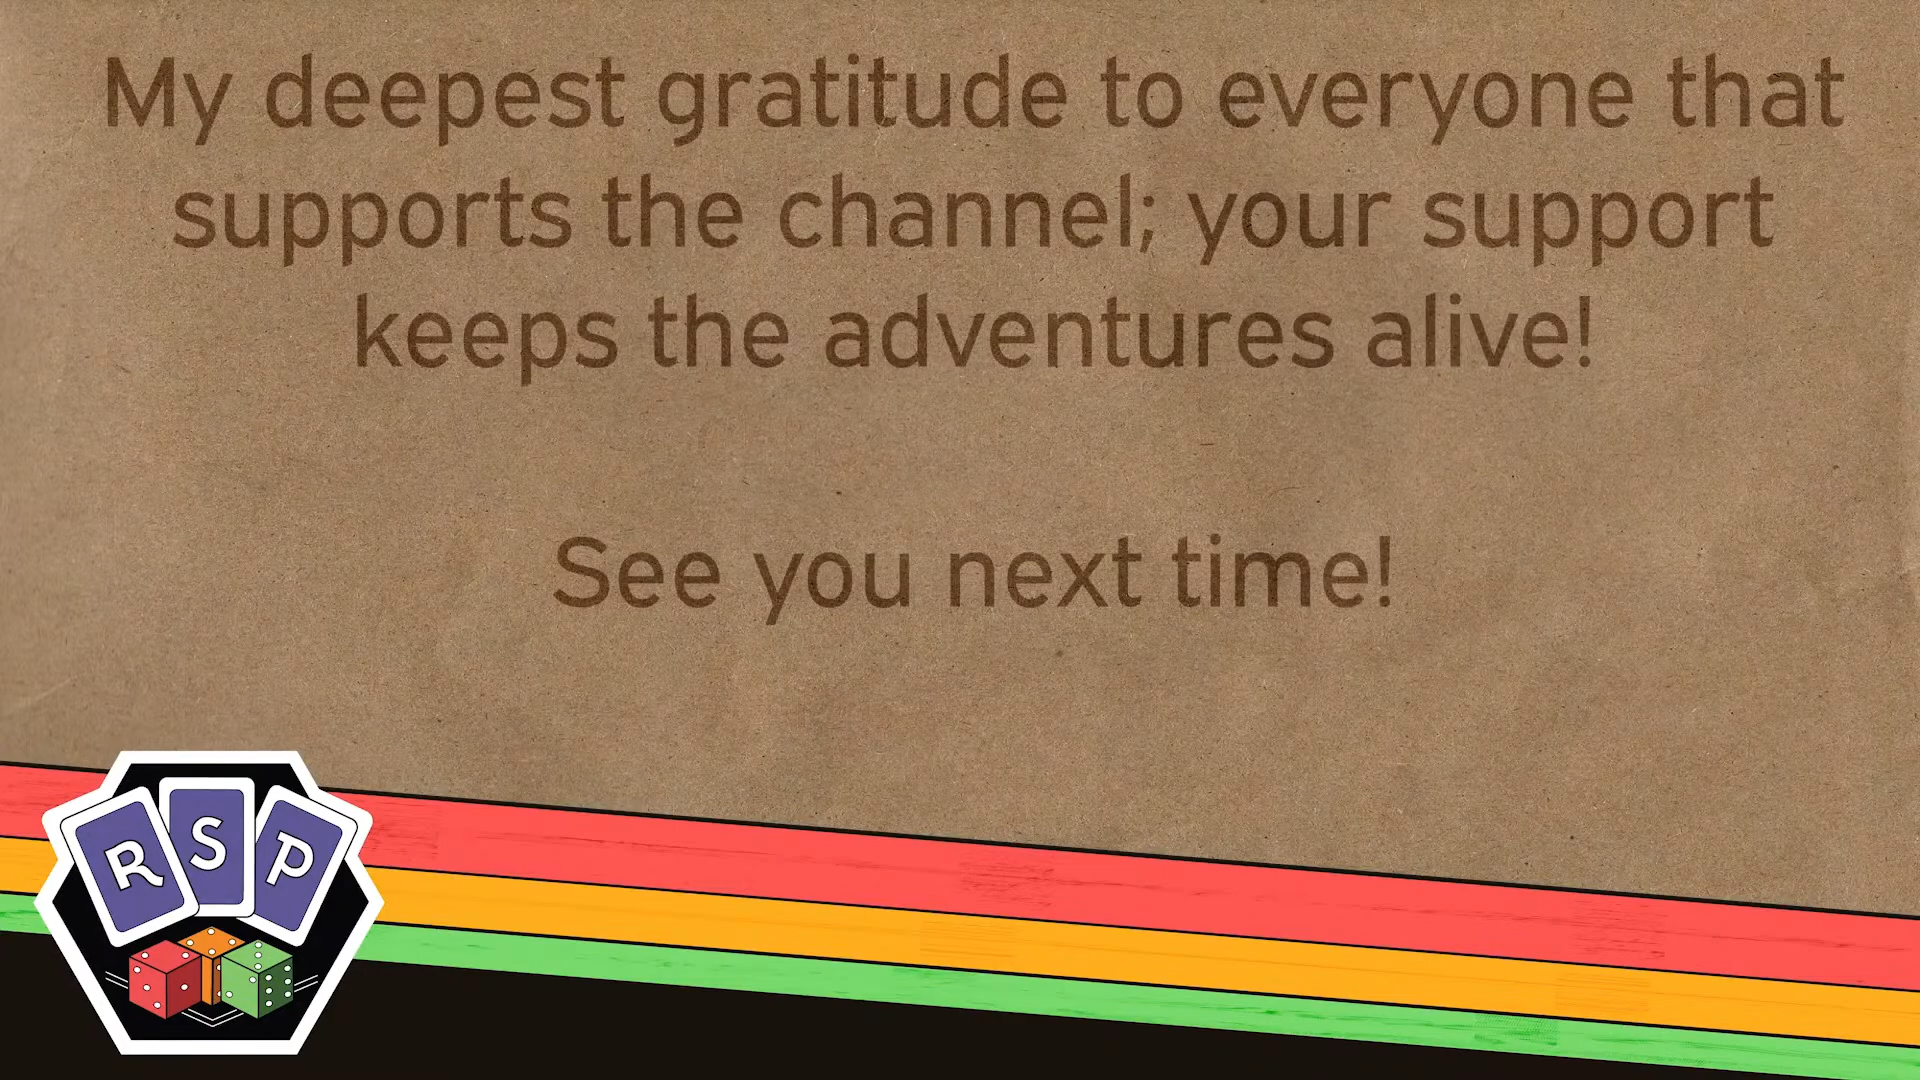 My deepest gratitude to everyone that
supports the channel; your support
keeps the adventures alive!
See you next time!
R S P